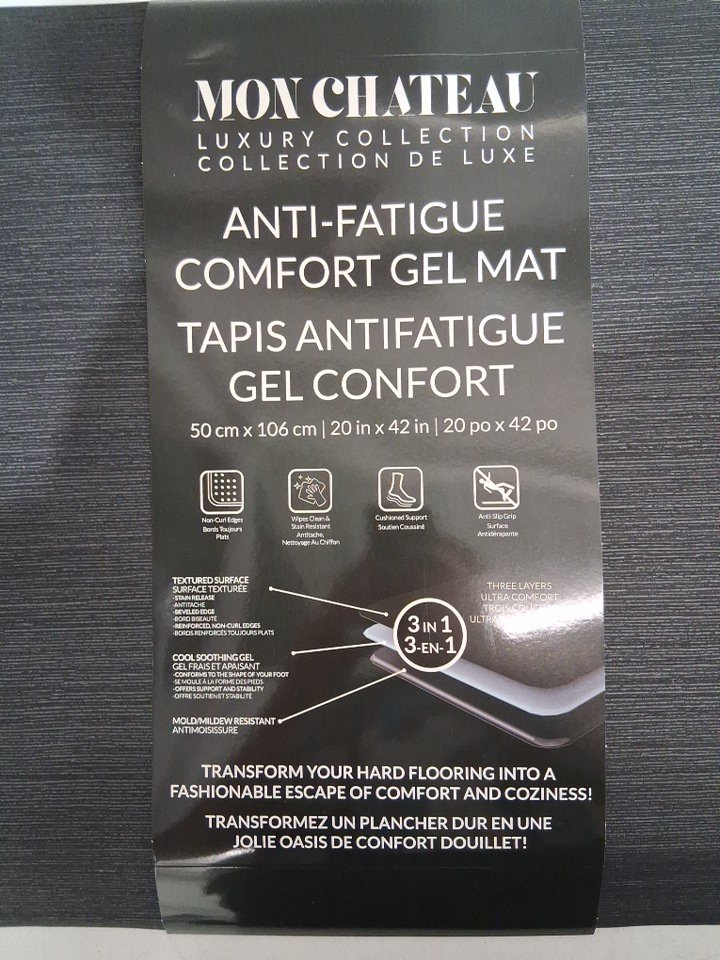 MON CHATEAU
LUXURY COLLECTION
COLLECTION DE LUXE
ANTI-FATIGUE
COMFORT GEL MAT
TAPIS ANTIFATIGUE
GEL CONFORT
50 cm x 106 cm | 20 in x 42 in | 20 po x 42 po
Non-Curl Edges
Bords Toujours
Plats
Wipes Clean &
Stain Resistant
Antitache,
Nettoyage Au Chiffon
Cushioned Support
Soutien Coussiné
Anti-Slip Grip
Surface
Antidérapante
TEXTURED SURFACE
SURFACE TEXTURÉE
-STAIN RELEASE
-ANTITACHE
-BEVELED EDGE
-BORD BISEAUTÉ
-REINFORCED, NON-CURL EDGES
-BORDS RENFORCÉS TOUJOURS PLATS
THREE LAYERS
ULTRA COMFORT
TROIS
3 IN 1
3-EN-1
COOL SOOTHING GEL
GEL FRAIS ET APAISANT
-CONFORMS TO THE SHAPE OF YOUR FOOT
-SE MOULE À LA FORME DES PIEDS
-OFFERS SUPPORT AND STABILITY
-OFFRE SOUTIEN ET STABILITÉ
MOLD/MILDEW RESISTANT
ANTIMOISISSURE
TRANSFORM YOUR HARD FLOORING INTO A
FASHIONABLE ESCAPE OF COMFORT AND COZINESS!
TRANSFORMEZ UN PLANCHER DUR EN UNE
JOLIE OASIS DE CONFORT DOUILLET!